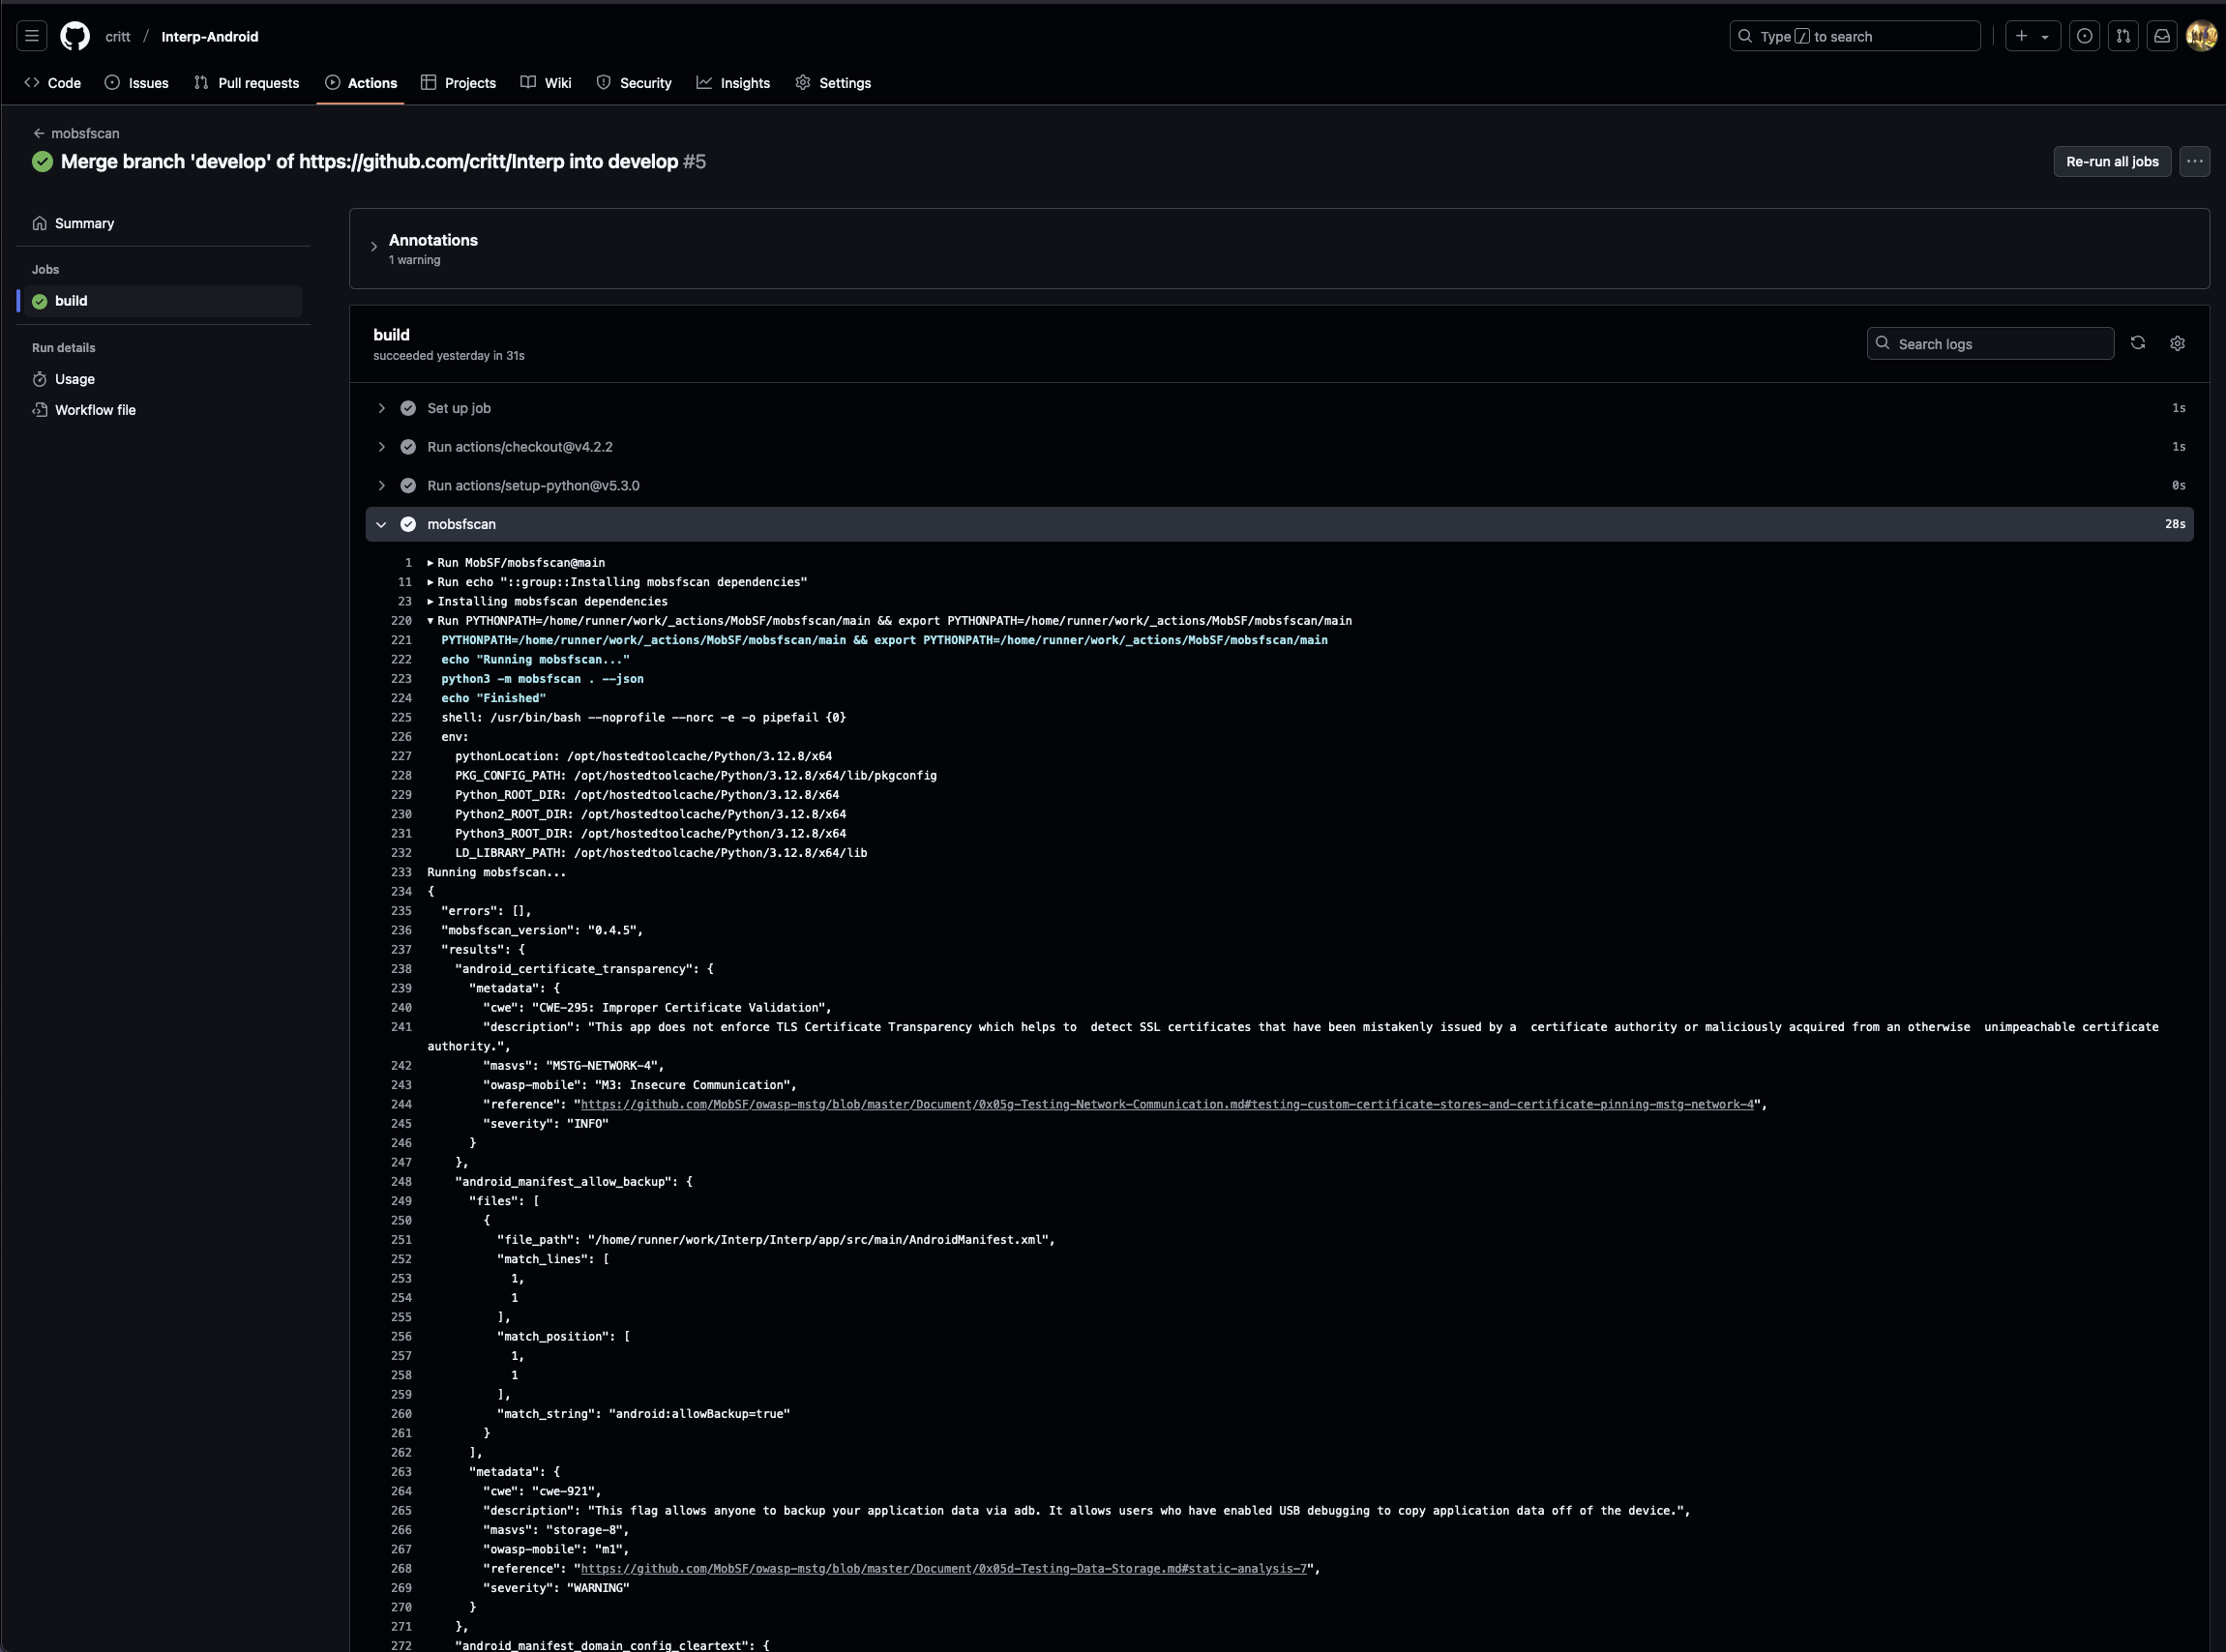 critt / Interp-Android
Type / to search
Code
Issues
Pull requests
Actions
Projects
Wiki
Security
Insights
Settings
mobsfscan
Merge branch 'develop' of https://github.com/critt/Interp into develop #5
Re-run all jobs
Summary
Jobs
build
Run details
Usage
Workflow file
Annotations
1 warning
build
succeeded yesterday in 31s
Search logs
Set up job 1s
Run actions/checkout@v4.2.2 1s
Run actions/setup-python@v5.3.0 0s
mobsfscan 28s
1 Run MobSF/mobsfscan@main
11 Run echo "::group::Installing mobsfscan dependencies"
23 Installing mobsfscan dependencies
220 Run PYTHONPATH=/home/runner/work/_actions/MobSF/mobsfscan/main && export PYTHONPATH=/home/runner/work/_actions/MobSF/mobsfscan/main
221 PYTHONPATH=/home/runner/work/_actions/MobSF/mobsfscan/main && export PYTHONPATH=/home/runner/work/_actions/MobSF/mobsfscan/main
222 echo "Running mobsfscan..."
223 python3 -m mobsfscan . --json
224 echo "Finished"
225 shell: /usr/bin/bash --noprofile --norc -e -o pipefail {0}
226 env:
227 pythonLocation: /opt/hostedtoolcache/Python/3.12.8/x64
228 PKG_CONFIG_PATH: /opt/hostedtoolcache/Python/3.12.8/x64/lib/pkgconfig
229 Python_ROOT_DIR: /opt/hostedtoolcache/Python/3.12.8/x64
230 Python2_ROOT_DIR: /opt/hostedtoolcache/Python/3.12.8/x64
231 Python3_ROOT_DIR: /opt/hostedtoolcache/Python/3.12.8/x64
232 LD_LIBRARY_PATH: /opt/hostedtoolcache/Python/3.12.8/x64/lib
233 Running mobsfscan...
234 {
235 "errors": [],
236 "mobsfscan_version": "0.4.5",
237 "results": {
238 "android_certificate_transparency": {
239 "metadata": {
240 "cwe": "CWE-295: Improper Certificate Validation",
241 "description": "This app does not enforce TLS Certificate Transparency which helps to  detect SSL certificates that have been mistakenly issued by a  certificate authority or maliciously acquired from an otherwise  unimpeachable certificate
authority.",
242 "masvs": "MSTG-NETWORK-4",
243 "owasp-mobile": "M3: Insecure Communication",
244 "reference": "https://github.com/MobSF/owasp-mstg/blob/master/Document/0x05g-Testing-Network-Communication.md#testing-custom-certificate-stores-and-certificate-pinning-mstg-network-4",
245 "severity": "INFO"
246 }
247 },
248 "android_manifest_allow_backup": {
249 "files": [
250 {
251 "file_path": "/home/runner/work/Interp/Interp/app/src/main/AndroidManifest.xml",
252 "match_lines": [
253 1,
254 1
255 ],
256 "match_position": [
257 1,
258 1
259 ],
260 "match_string": "android:allowBackup=true"
261 }
262 ],
263 "metadata": {
264 "cwe": "cwe-921",
265 "description": "This flag allows anyone to backup your application data via adb. It allows users who have enabled USB debugging to copy application data off of the device.",
266 "masvs": "storage-8",
267 "owasp-mobile": "m1",
268 "reference": "https://github.com/MobSF/owasp-mstg/blob/master/Document/0x05d-Testing-Data-Storage.md#static-analysis-7",
269 "severity": "WARNING"
270 }
271 },
272 "android_manifest_domain_config_cleartext": {